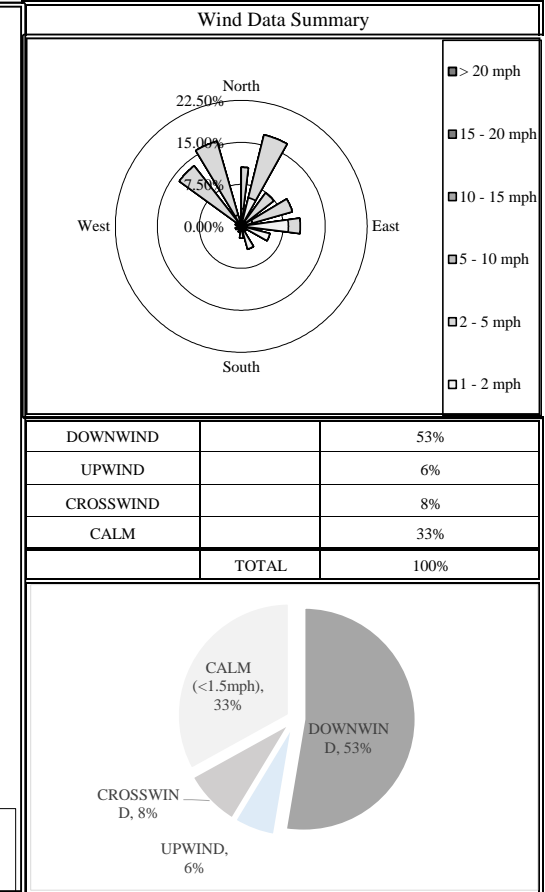 Wind Data Summary
North
22.50%
15.00%
7.50%
West
0.00%
East
South
> 20 mph
15 - 20 mph
10 - 15 mph
5 - 10 mph
2 - 5 mph
1 - 2 mph
DOWNWIND 53%
UPWIND 6%
CROSSWIND 8%
CALM 33%
TOTAL 100%
CALM
(<1.5mph),
33%
DOWNWIN
D, 53%
CROSSWIN
D, 8%
UPWIND,
6%